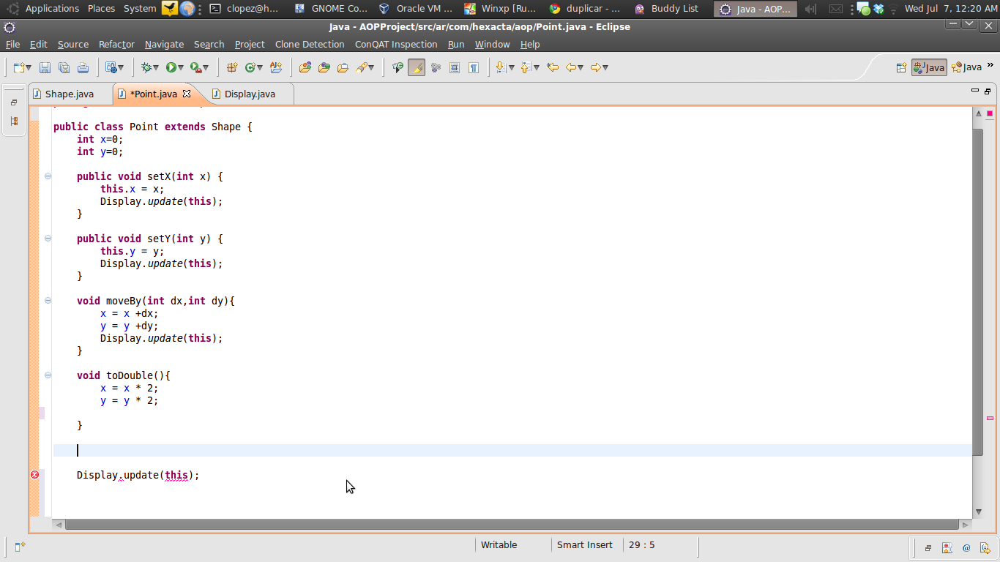 Applications Places System clopez@h... GNOME Co... Oracle VM ... Winxp [Ru... duplicar - ... Buddy List Java - AOP... Wed Jul 7, 12:20 AM
Java - AOPProject/src/ar/com/hexacta/aop/Point.java - Eclipse
File Edit Source Refactor Navigate Search Project Clone Detection ConQAT Inspection Run Window Help
Java Java »
Shape.java *Point.java Display.java
public class Point extends Shape {
int x=0;
int y=0;
public void setX(int x) {
this.x = x;
Display.update(this);
}
public void setY(int y) {
this.y = y;
Display.update(this);
}
void moveBy(int dx,int dy){
x = x +dx;
y = y +dy;
Display.update(this);
}
void toDouble(){
x = x * 2;
y = y * 2;
}
Display.update(this);
Writable Smart Insert 29 : 5